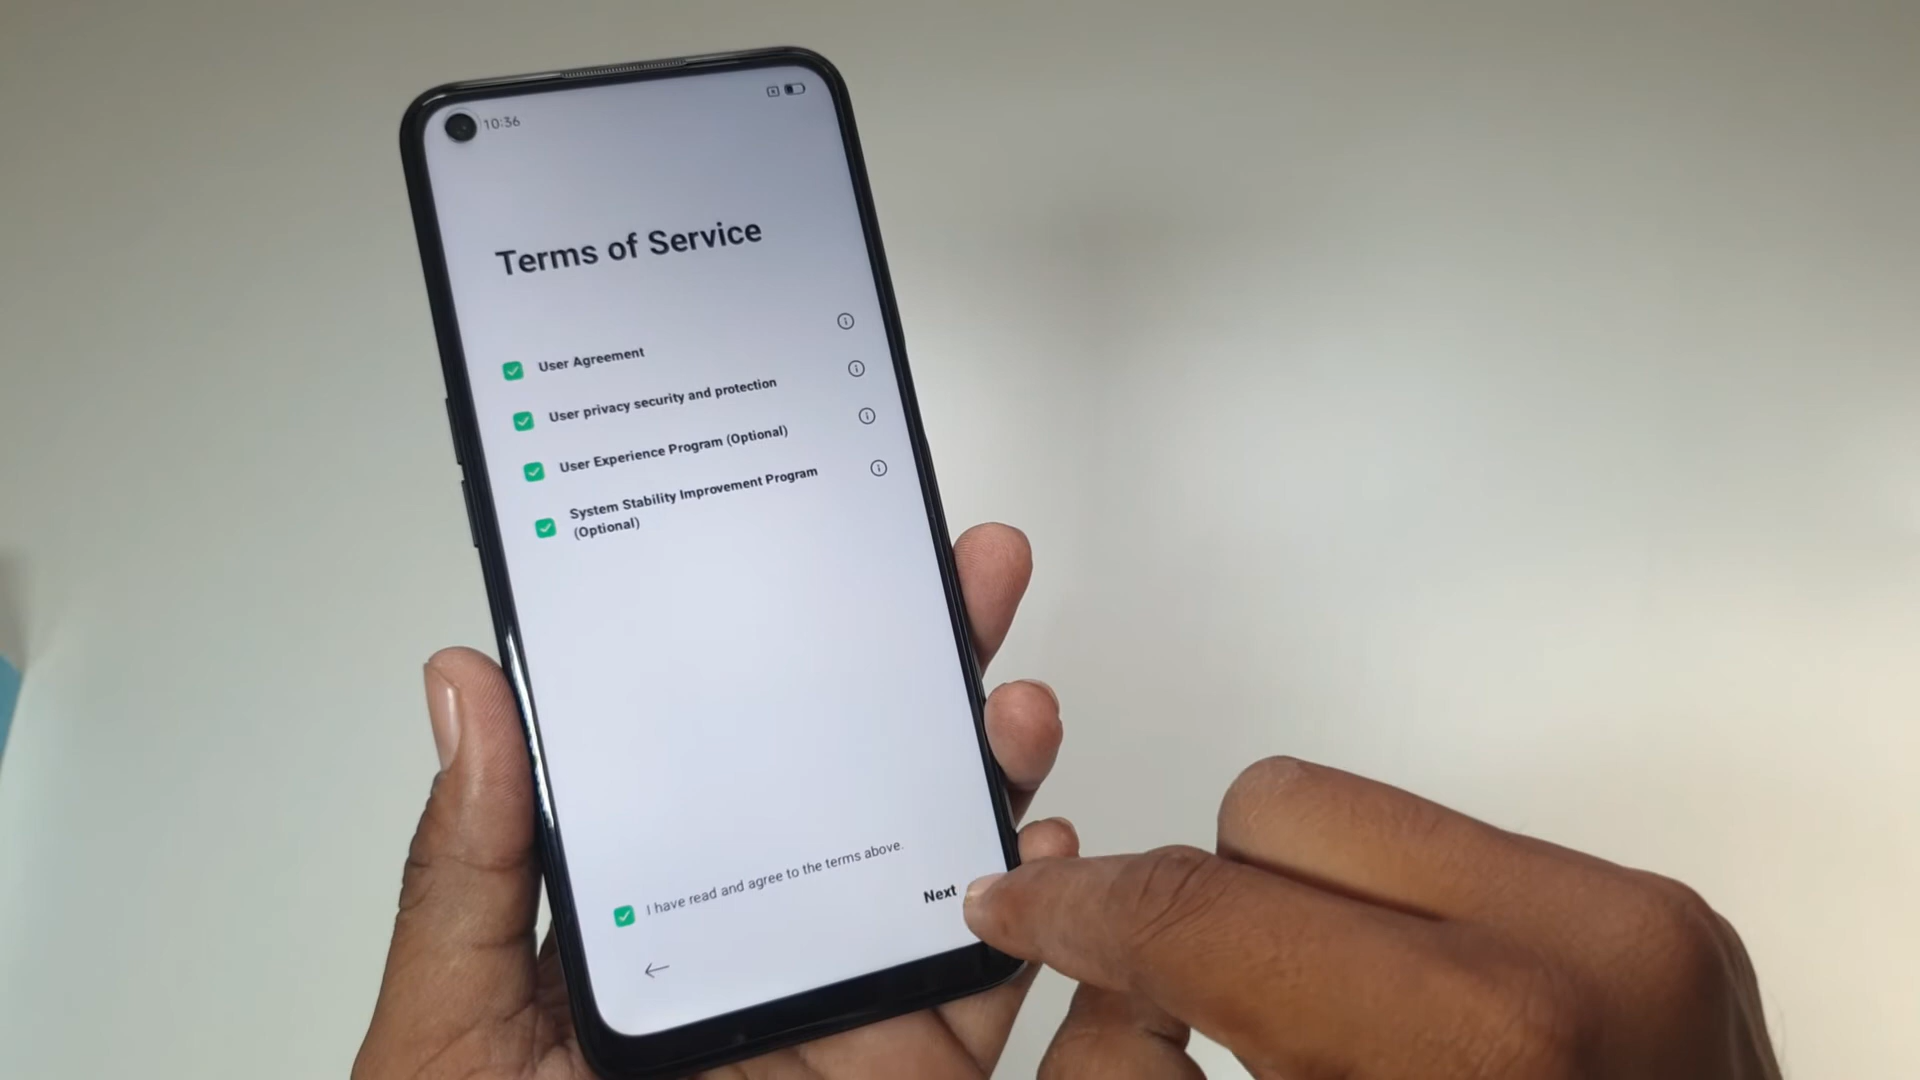 10:36
Terms of Service
User Agreement
User privacy security and protection
User Experience Program (Optional)
System Stability Improvement Program
(Optional)
I have read and agree to the terms above.
Next